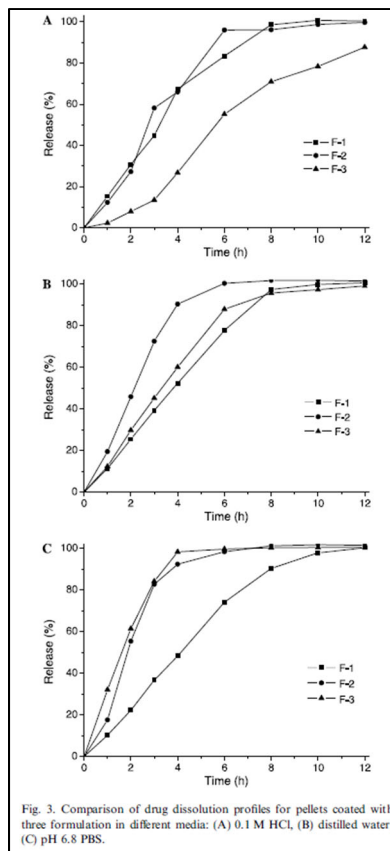 A
100
80
60
40
20
0
Release (%)
F-1
F-2
F-3
0 2 4 6 8 10 12
Time (h)
B
100
80
60
40
20
0
Release (%)
F-1
F-2
F-3
0 2 4 6 8 10 12
Time (h)
C
100
80
60
40
20
0
Release (%)
F-1
F-2
F-3
0 2 4 6 8 10 12
Time (h)
Fig. 3. Comparison of drug dissolution profiles for pellets coated with
three formulation in different media: (A) 0.1 M HCl, (B) distilled water
(C) pH 6.8 PBS.